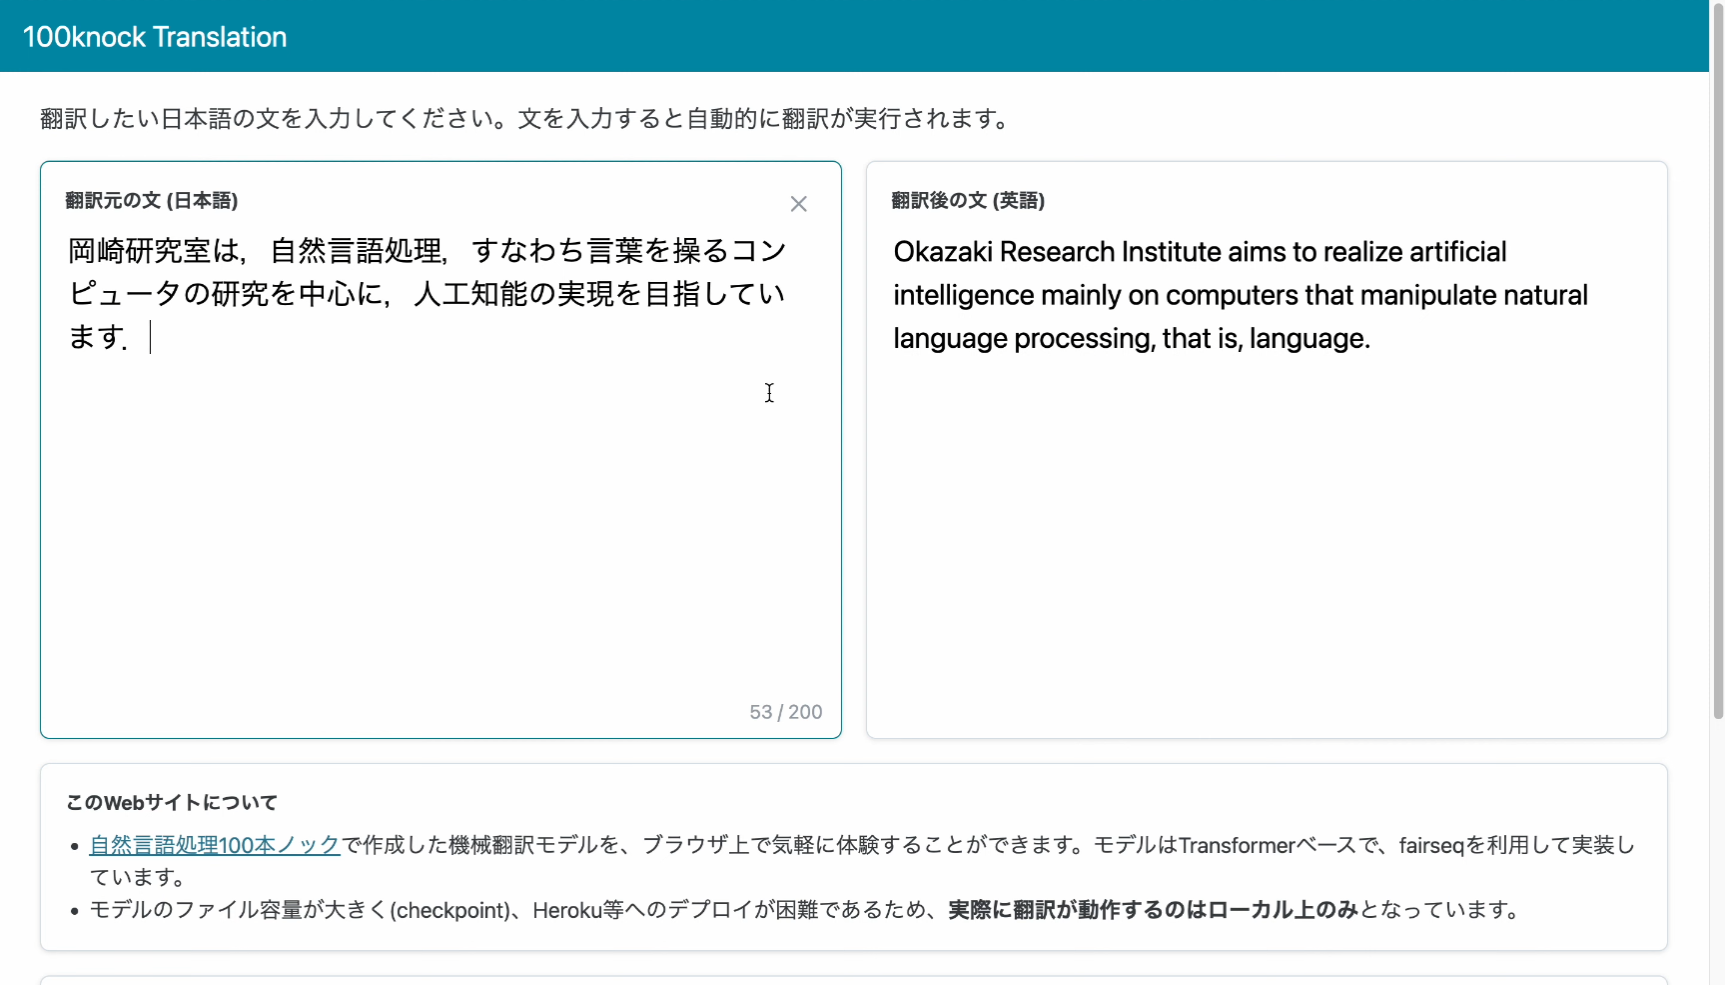 100knock Translation
翻訳したい日本語の文を入力してください。文を入力すると自動的に翻訳が実行されます。
翻訳元の文 (日本語)
岡崎研究室は，自然言語処理，すなわち言葉を操るコン
ピュータの研究を中心に，人工知能の実現を目指してい
ます．
53 / 200
翻訳後の文 (英語)
Okazaki Research Institute aims to realize artificial
intelligence mainly on computers that manipulate natural
language processing, that is, language.
このWebサイトについて
• 自然言語処理100本ノックで作成した機械翻訳モデルを、ブラウザ上で気軽に体験することができます。モデルはTransformerベースで、fairseqを利用して実装し
ています。
• モデルのファイル容量が大きく(checkpoint)、Heroku等へのデプロイが困難であるため、実際に翻訳が動作するのはローカル上のみとなっています。